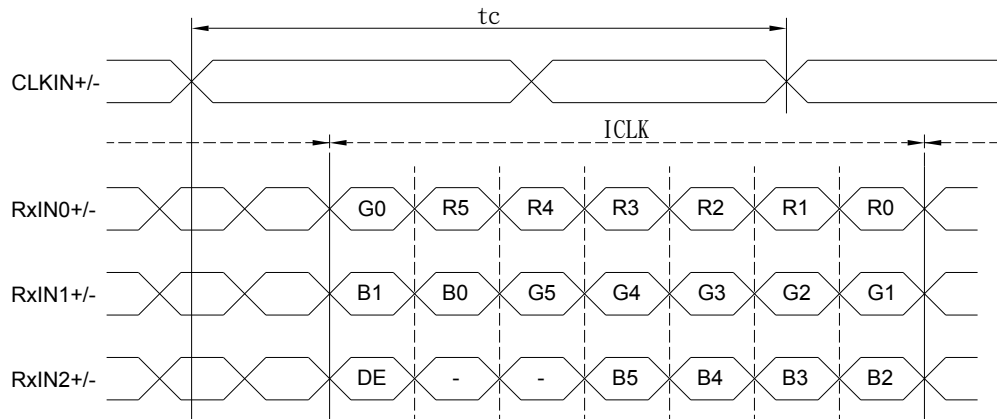 tc
CLKIN+/-
ICLK
RxIN0+/- G0 R5 R4 R3 R2 R1 R0
RxIN1+/- B1 B0 G5 G4 G3 G2 G1
RxIN2+/- DE - - B5 B4 B3 B2